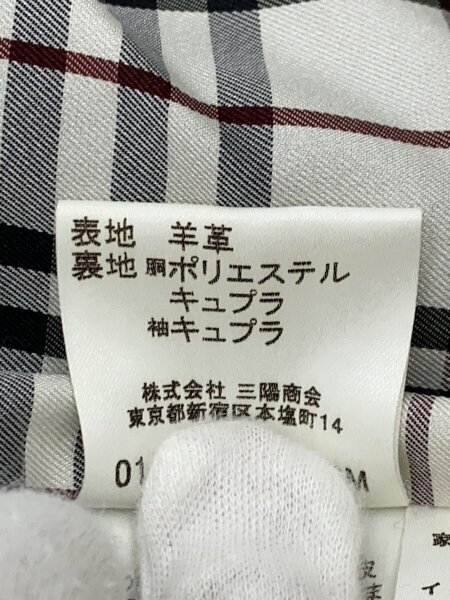 表地 羊革
裏地 胴ポリエステル
キュプラ
袖キュプラ
株式会社 三陽商会
東京都新宿区本塩町14
01
M
イ